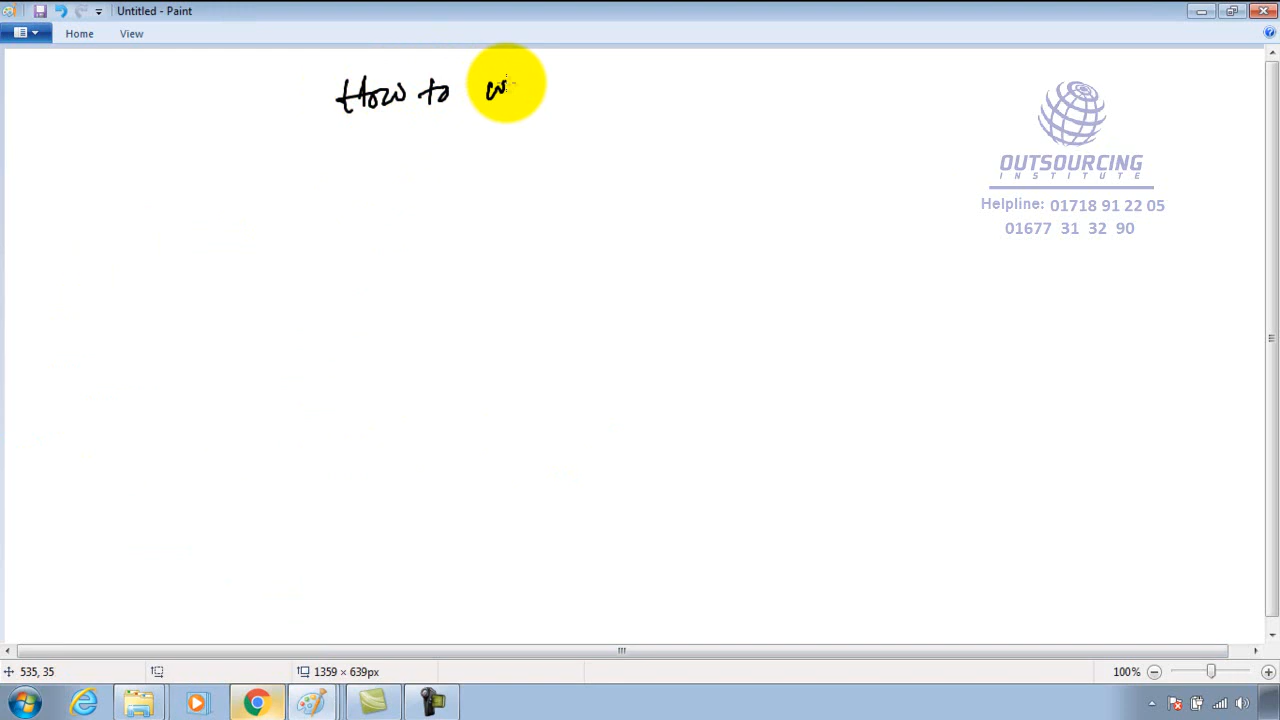 Untitled - Paint
Home View
How to w
OUTSOURCING
INSTITUTE
Helpline: 01718 91 22 05
01677 31 32 90
535, 35
1359 × 639px
100%